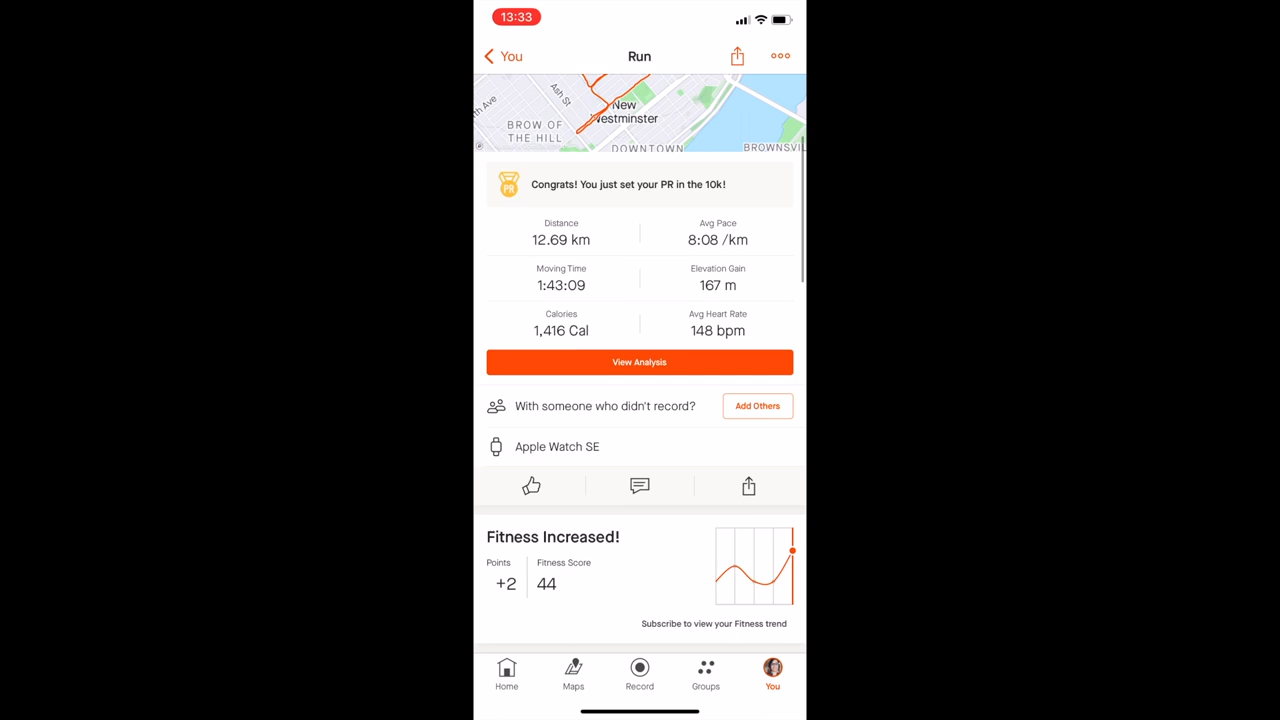 13:33
You
Run
Ash St
th Ave
New
Westminster
BROW OF
THE HILL
DOWNTOWN
BROWNSVI
PR
Congrats! You just set your PR in the 10k!
Distance
Avg Pace
12.69 km
8:08 /km
Moving Time
Elevation Gain
1:43:09
167 m
Calories
Avg Heart Rate
1,416 Cal
148 bpm
View Analysis
With someone who didn't record?
Add Others
Apple Watch SE
Fitness Increased!
Points
Fitness Score
+2
44
Subscribe to view your Fitness trend
Home
Maps
Record
Groups
You